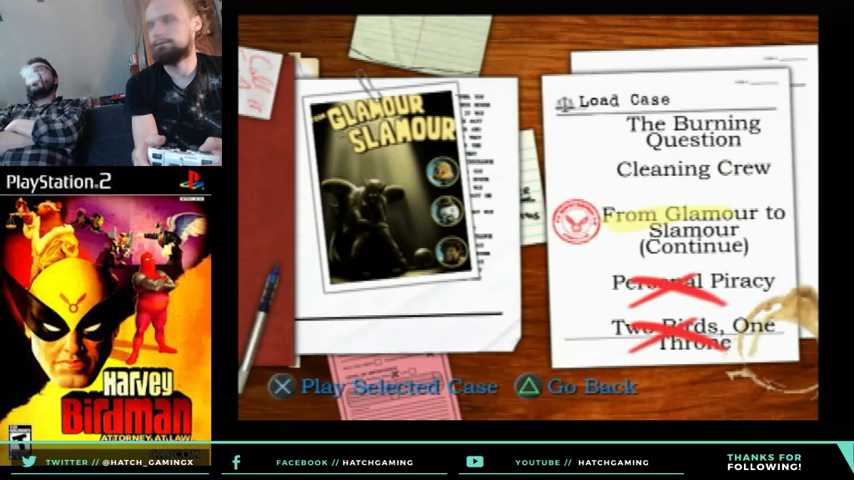 GLAMOUR
SLAMOUR
Load Case
The Burning
Question
Cleaning Crew
From Glamour to
Slamour
(Continue)
Personal Piracy
Two Birds, One
Throne
Play Selected Case
Go Back
PlayStation.2
Harvey
Birdman
ATTORNEY AT LAW
CAPCOM
TWITTER // @HATCH_GAMINGX
FACEBOOK // HATCHGAMING
YOUTUBE // HATCHGAMING
THANKS FOR
FOLLOWING!